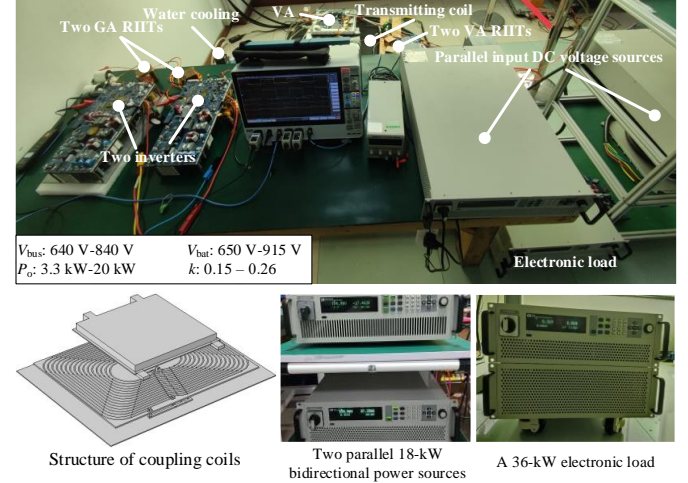 Water cooling
VA
Transmitting coil
Two GA RIITs
Two VA RIITs
Parallel input DC voltage sources
Two inverters
Electronic load
Vbus: 640 V-840 V
Vbat: 650 V-915 V
Po: 3.3 kW-20 kW
k: 0.15 – 0.26
Structure of coupling coils
Two parallel 18-kW
bidirectional power sources
A 36-kW electronic load